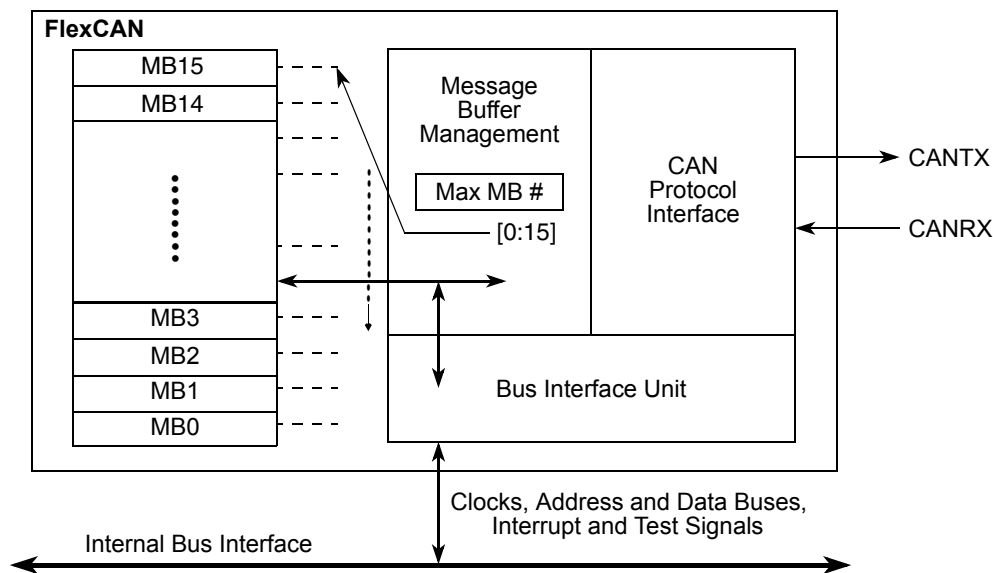 FlexCAN
MB15
MB14
MB3
MB2
MB1
MB0
Message
Buffer
Management
Max MB #
[0:15]
CAN
Protocol
Interface
CANTX
CANRX
Bus Interface Unit
Clocks, Address and Data Buses,
Interrupt and Test Signals
Internal Bus Interface